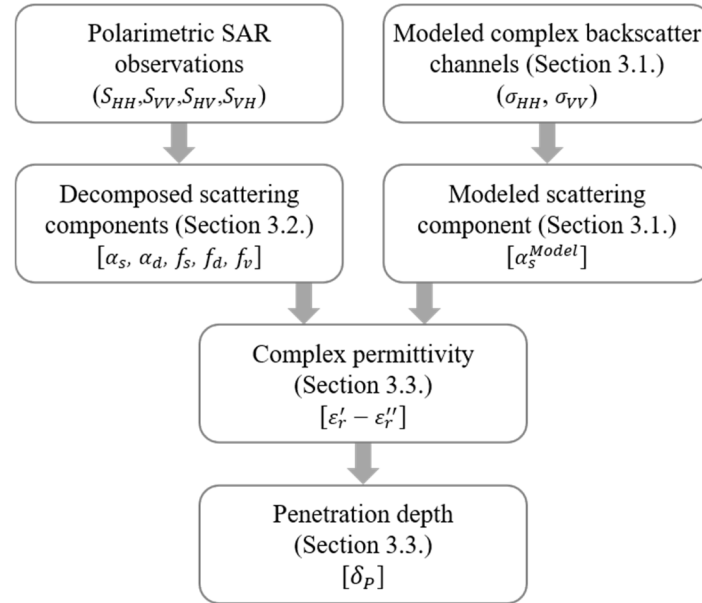 Polarimetric SAR
observations
(S_HH,S_VV,S_HV,S_VH)
Modeled complex backscatter
channels (Section 3.1.)
(σ_HH, σ_VV)
Decomposed scattering
components (Section 3.2.)
[α_s, α_d, f_s, f_d, f_v]
Modeled scattering
component (Section 3.1.)
[α_s^Model]
Complex permittivity
(Section 3.3.)
[ε_r′ − ε_r″]
Penetration depth
(Section 3.3.)
[δ_P]